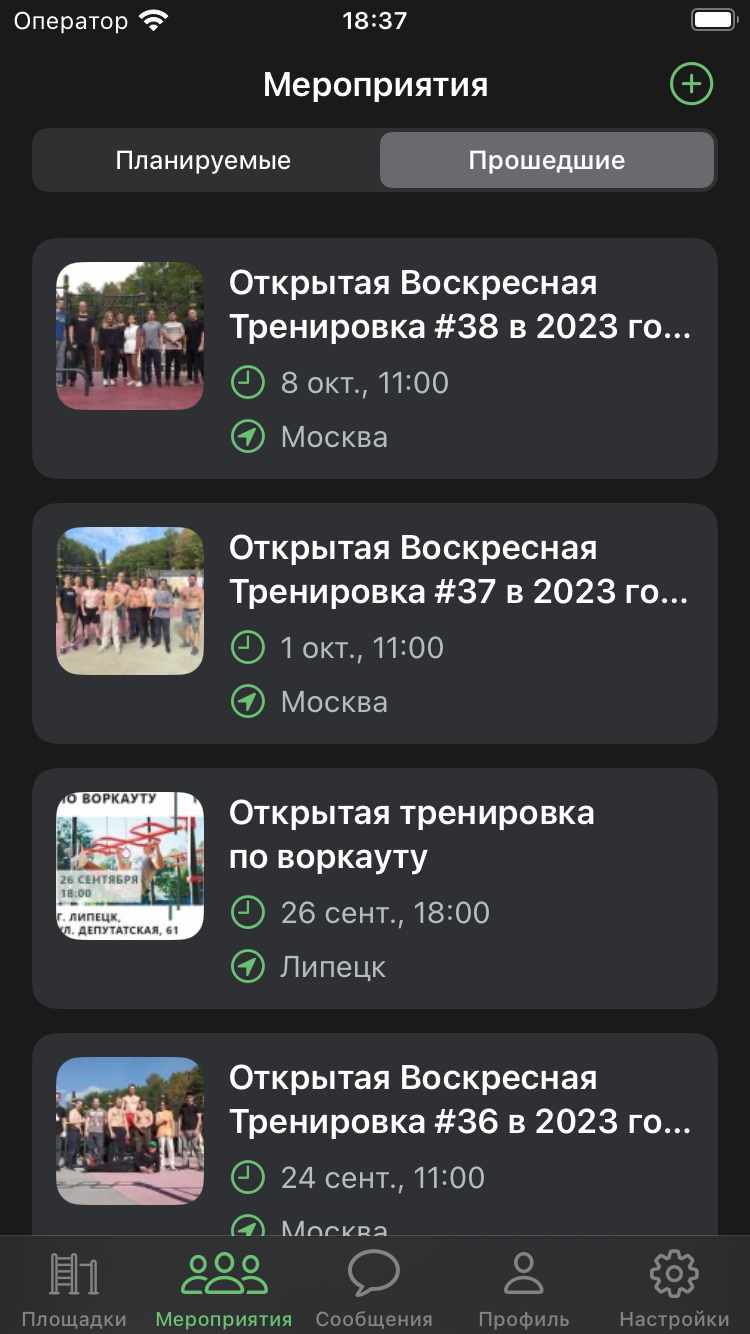 Оператор 18:37
Мероприятия
Планируемые Прошедшие
Открытая Воскресная
Тренировка #38 в 2023 го...
8 окт., 11:00
Москва
Открытая Воскресная
Тренировка #37 в 2023 го...
1 окт., 11:00
Москва
ПО ВОРКАУТУ
26 СЕНТЯБРЯ
18:00
Г. ЛИПЕЦК,
УЛ. ДЕПУТАТСКАЯ, 61
Открытая тренировка
по воркауту
26 сент., 18:00
Липецк
Открытая Воскресная
Тренировка #36 в 2023 го...
24 сент., 11:00
Москва
Площадки Мероприятия Сообщения Профиль Настройки